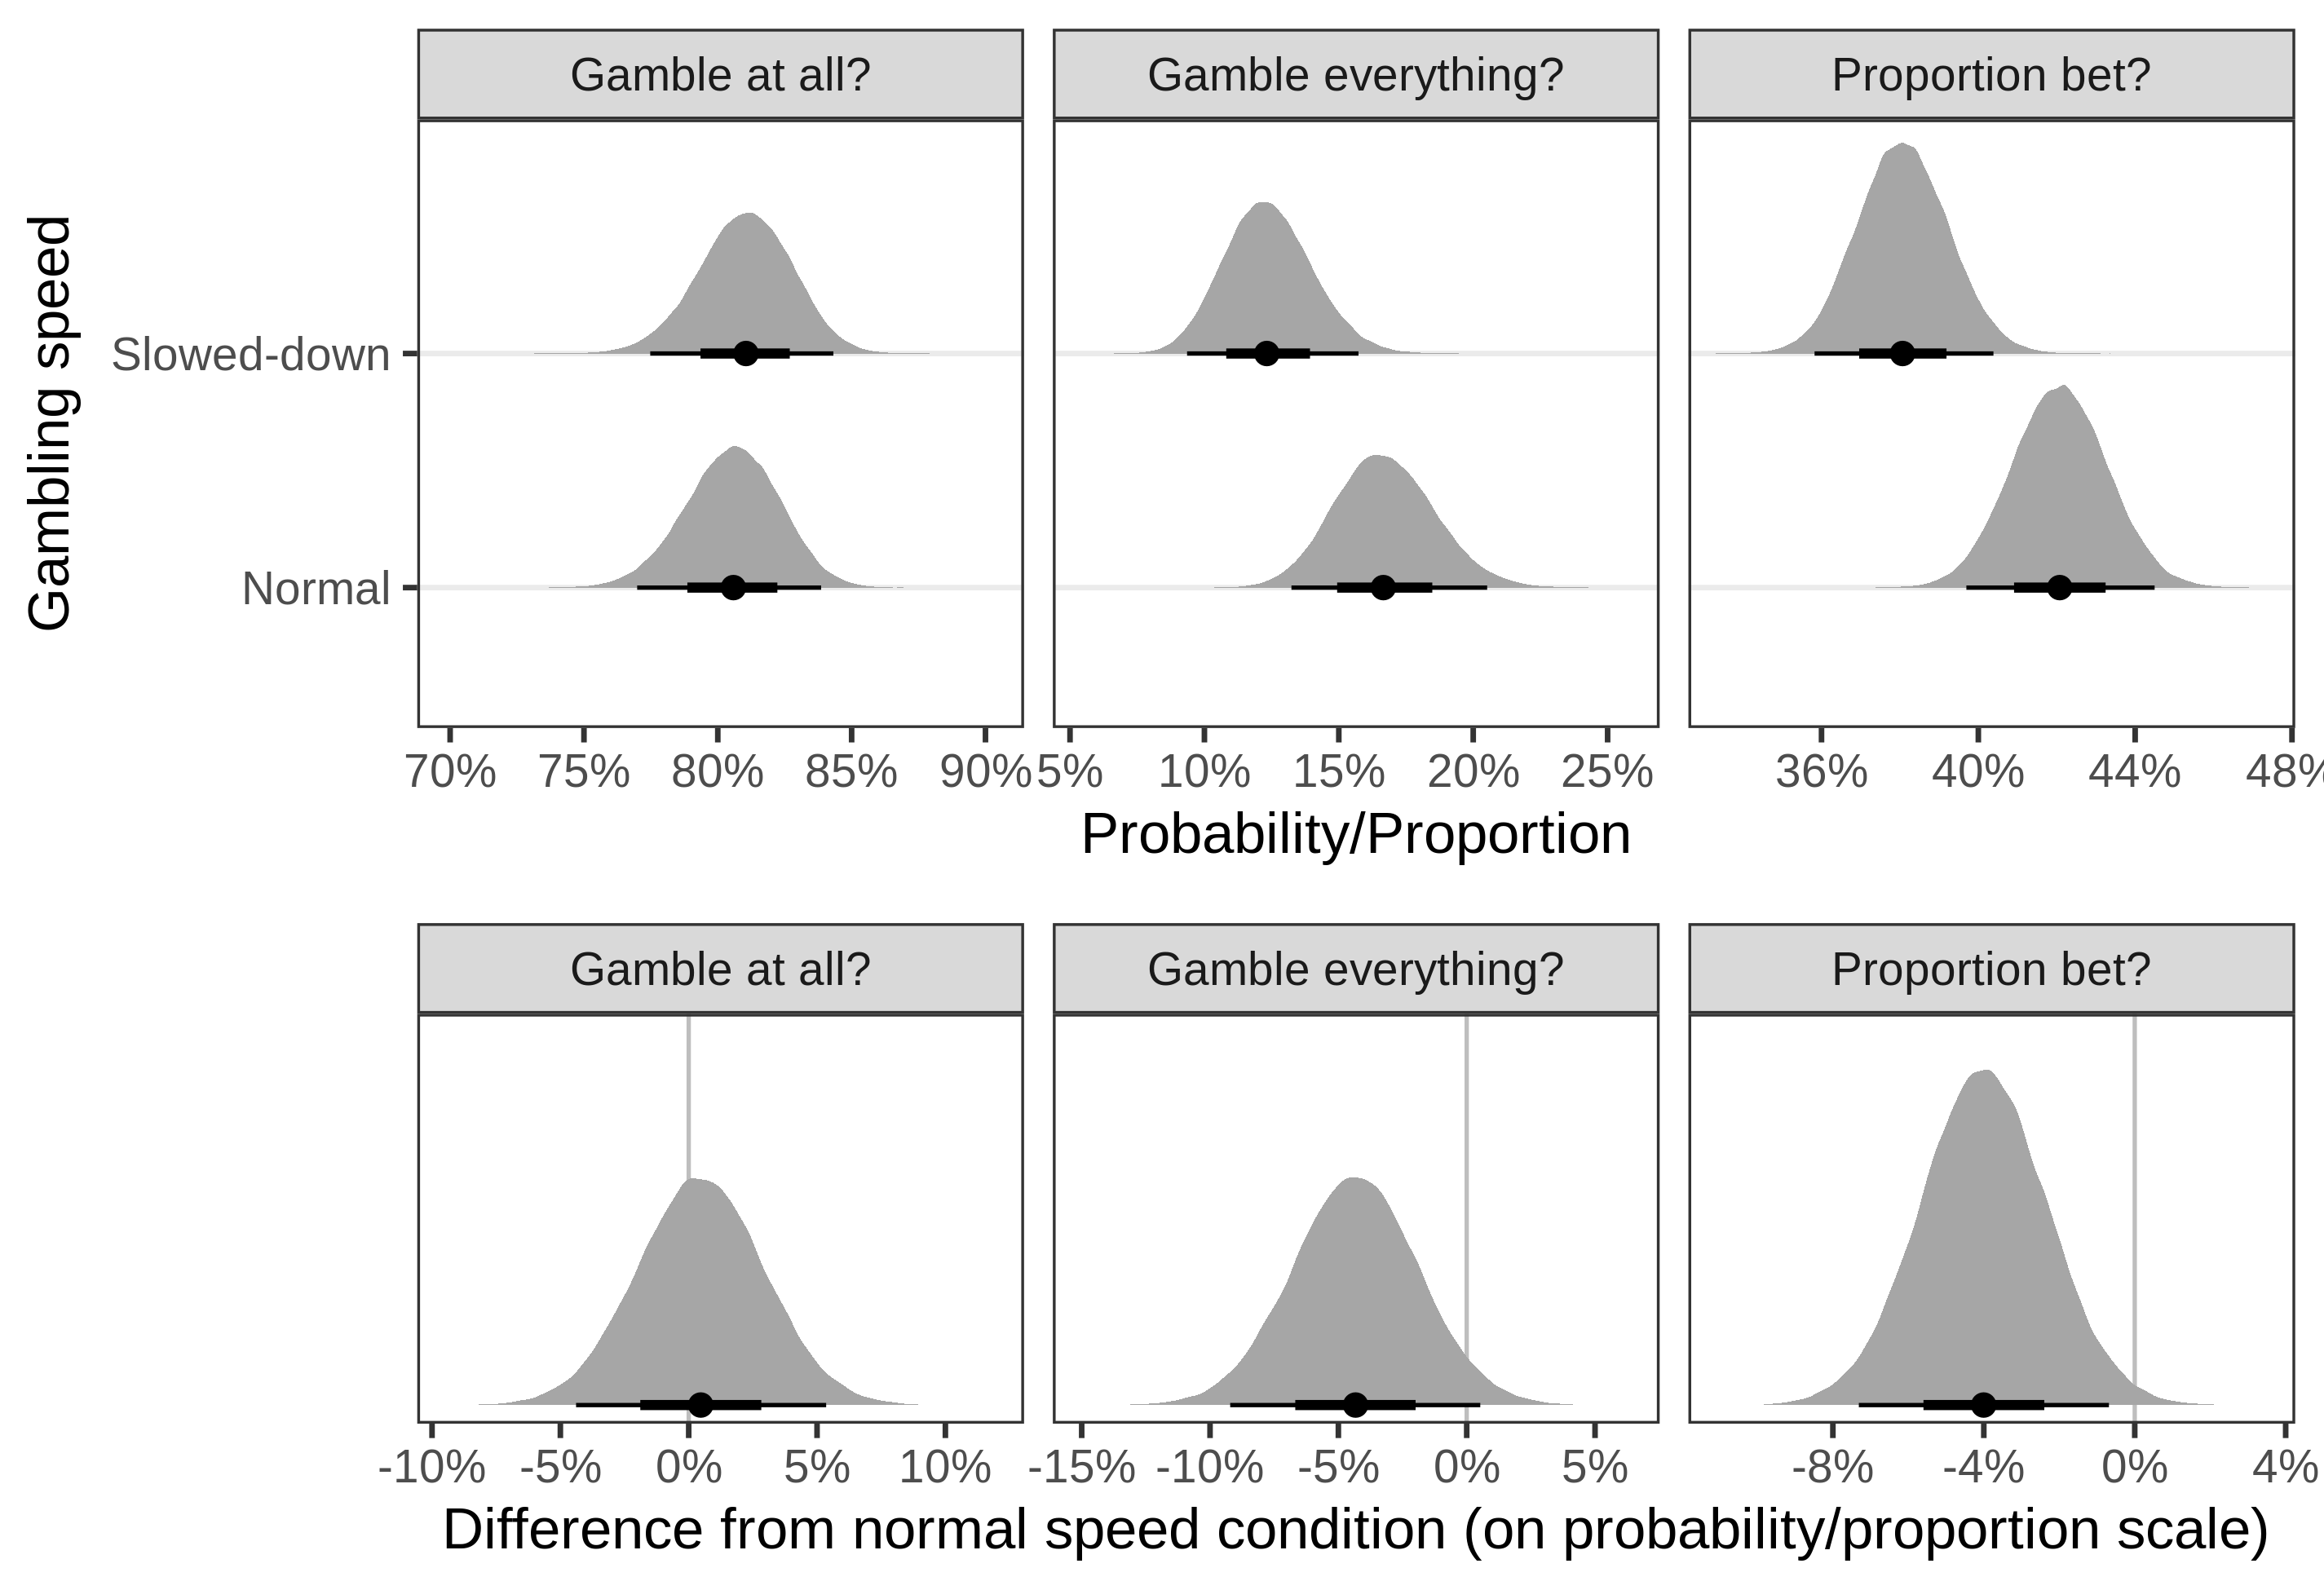 Gamble at all? Gamble everything? Proportion bet?
Gambling speed
Slowed-down
Normal
70% 75% 80% 85% 90% 5% 10% 15% 20% 25% 36% 40% 44% 48%
Probability/Proportion
Gamble at all? Gamble everything? Proportion bet?
-10% -5% 0% 5% 10% -15% -10% -5% 0% 5% -8% -4% 0% 4%
Difference from normal speed condition (on probability/proportion scale)